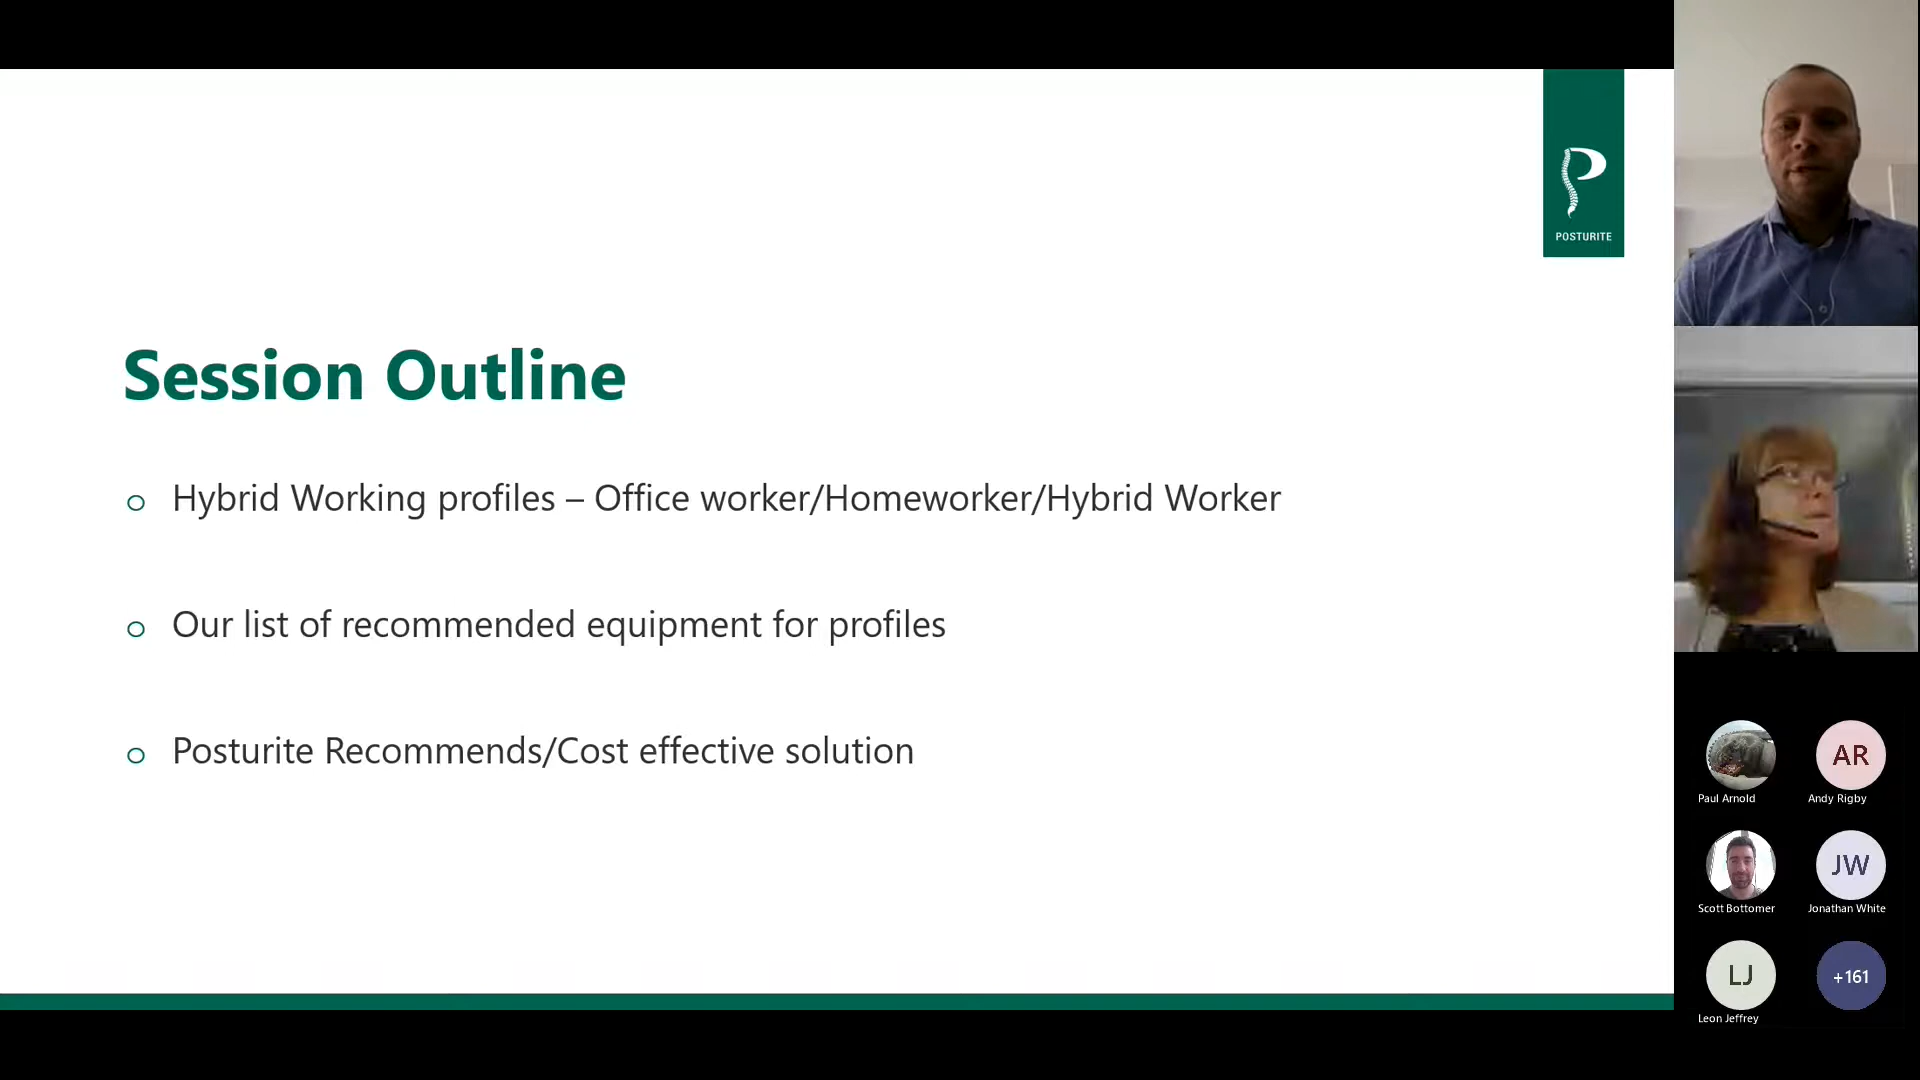 POSTURITE
Session Outline
o Hybrid Working profiles – Office worker/Homeworker/Hybrid Worker
o Our list of recommended equipment for profiles
o Posturite Recommends/Cost effective solution
AR
Paul Arnold
Andy Rigby
JW
Scott Bottomer
Jonathan White
LJ
+161
Leon Jeffrey